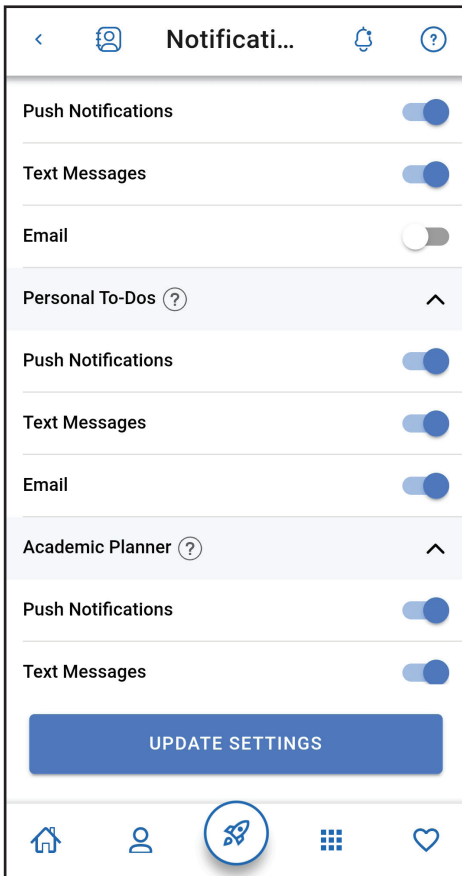 Notificati...
?
Push Notifications
Text Messages
Email
Personal To-Dos ?
Push Notifications
Text Messages
Email
Academic Planner ?
Push Notifications
Text Messages
UPDATE SETTINGS